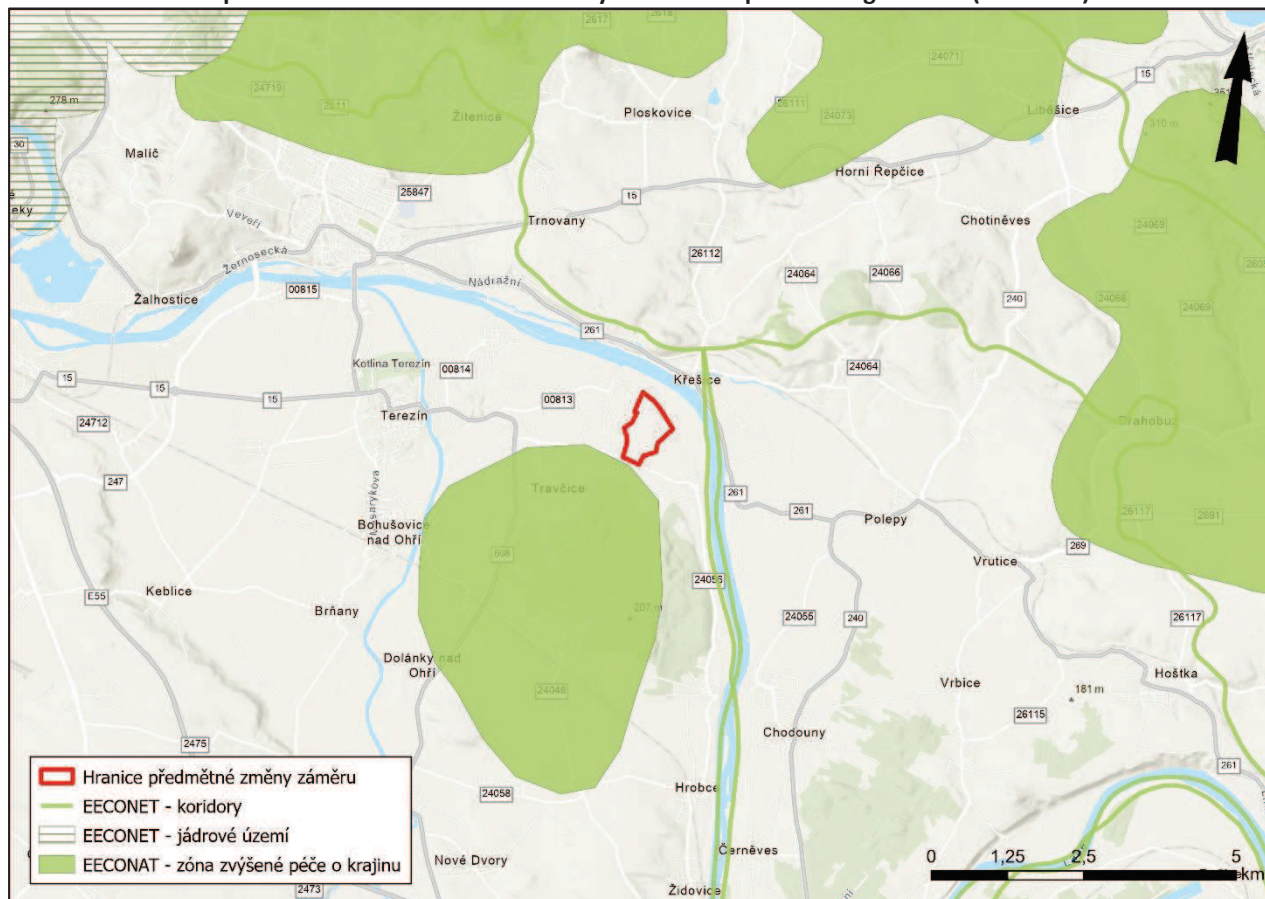 2617
24719
24071
15
278 m
Žitenice
Ploskovice
26111
24073
Liběšice
310 m
30
Malíč
Horní Řepčice
25847
15
Veveří
Trnovany
Chotiněves
24069
Žernosecká
26112
Nádražní
24064
24066
Žalhostice
00815
24068
24069
240
261
Kotlina Terezín
00814
Křešice
24064
15
15
15
00813
Terezín
24712
Drahobuz
247
Travčice
261
261
26117
2691
Masarykova
Bohušovice
nad Ohří
608
Polepy
269
Vrutice
Keblice
E55
Brňany
24056
207 m
24055
240
26117
Dolánky nad
Ohří
24048
Vrbice
Hoštka
181 m
26115
2475
Chodouny
261
Hranice předmětné změny záměru
EECONET - koridory
EECONET - jádrové území
EECONAT - zóna zvýšené péče o krajinu
24058
Hrobce
Nové Dvory
Černěves
2473
Židovice
0 1,25 2,5 5
km